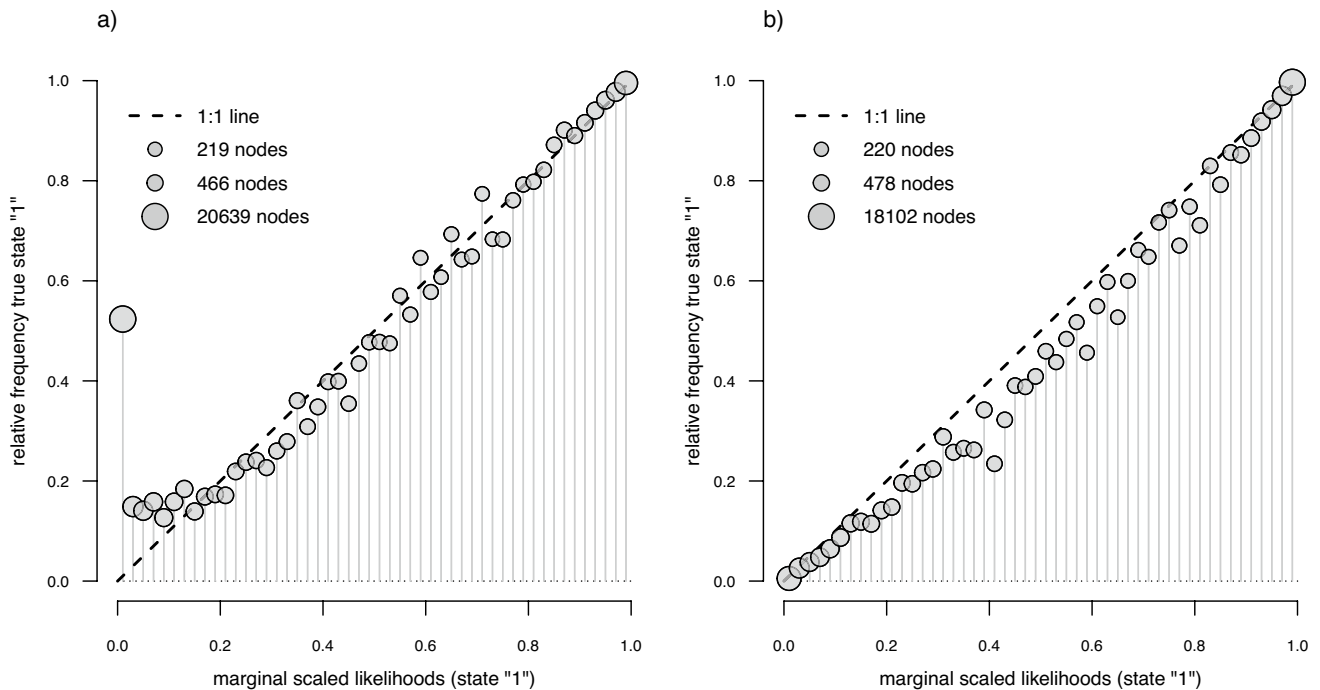 a)
relative frequency true state "1"
1.0
0.8
0.6
0.4
0.2
0.0
1:1 line
219 nodes
466 nodes
20639 nodes
0.0 0.2 0.4 0.6 0.8 1.0
marginal scaled likelihoods (state "1")
b)
relative frequency true state "1"
1.0
0.8
0.6
0.4
0.2
0.0
1:1 line
220 nodes
478 nodes
18102 nodes
0.0 0.2 0.4 0.6 0.8 1.0
marginal scaled likelihoods (state "1")